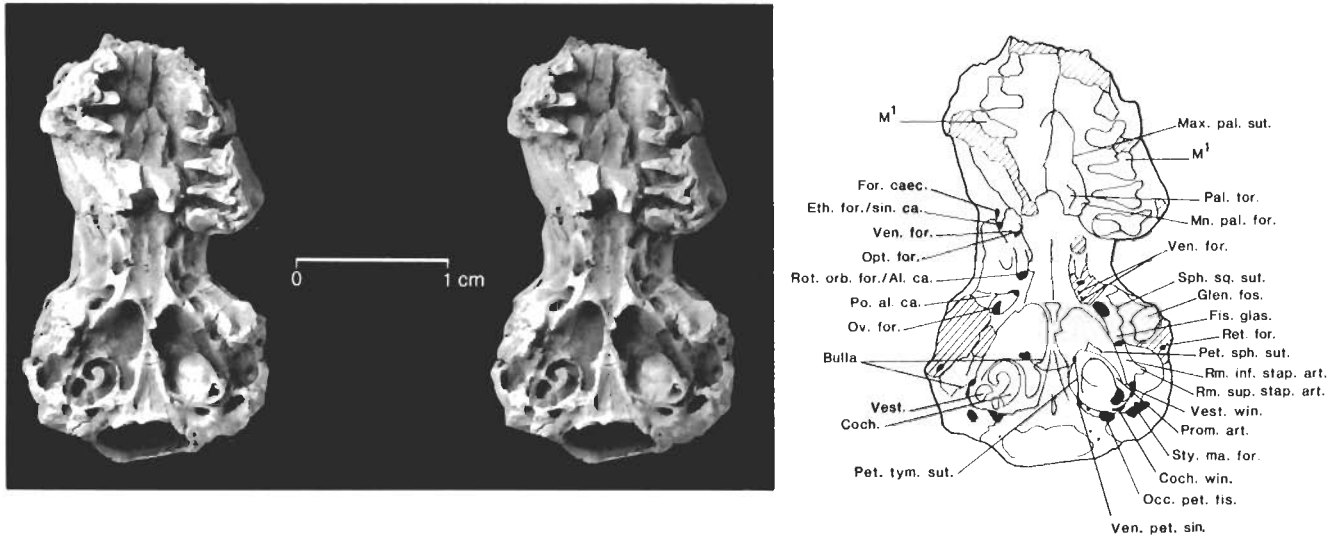 0
1 cm
M1
For. caec.
Eth. for./sin. ca.
Ven. for.
Opt. for.
Rot. orb. for./Al. ca.
Po. al. ca.
Ov. for.
Bulla
Vest.
Coch.
Pet. tym. sut.
Max. pal. sut.
M1
Pal. for.
Mn. pal. for.
Ven. for.
Sph. sq. sut.
Glen. fos.
Fis. glas.
Ret. for.
Pet. sph. sut.
Rm. inf. stap. art.
Rm. sup. stap. art.
Vest. win.
Prom. art.
Sty. ma. for.
Coch. win.
Occ. pet. fis.
Ven. pet. sin.